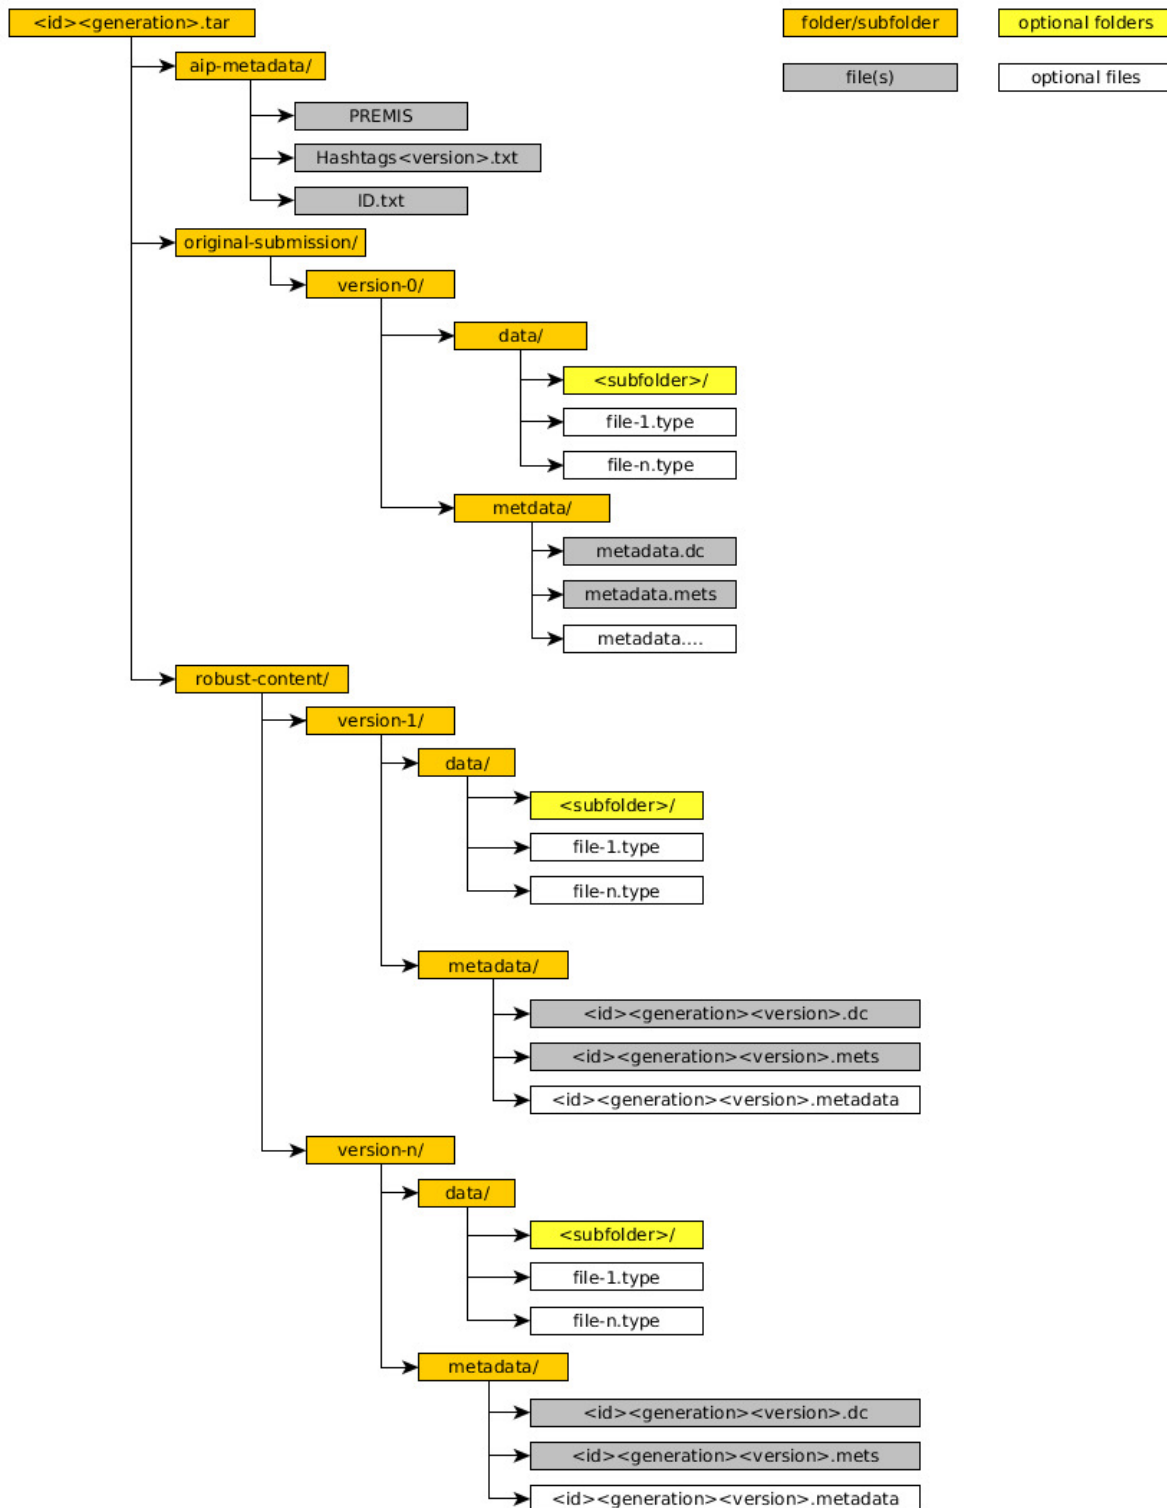 <id><generation>.tar
folder/subfolder
optional folders
aip-metadata/
file(s)
optional files
PREMIS
Hashtags<version>.txt
ID.txt
original-submission/
version-0/
data/
<subfolder>/
file-1.type
file-n.type
metdata/
metadata.dc
metadata.mets
metadata....
robust-content/
version-1/
data/
<subfolder>/
file-1.type
file-n.type
metadata/
<id><generation><version>.dc
<id><generation><version>.mets
<id><generation><version>.metadata
version-n/
data/
<subfolder>/
file-1.type
file-n.type
metadata/
<id><generation><version>.dc
<id><generation><version>.mets
<id><generation><version>.metadata